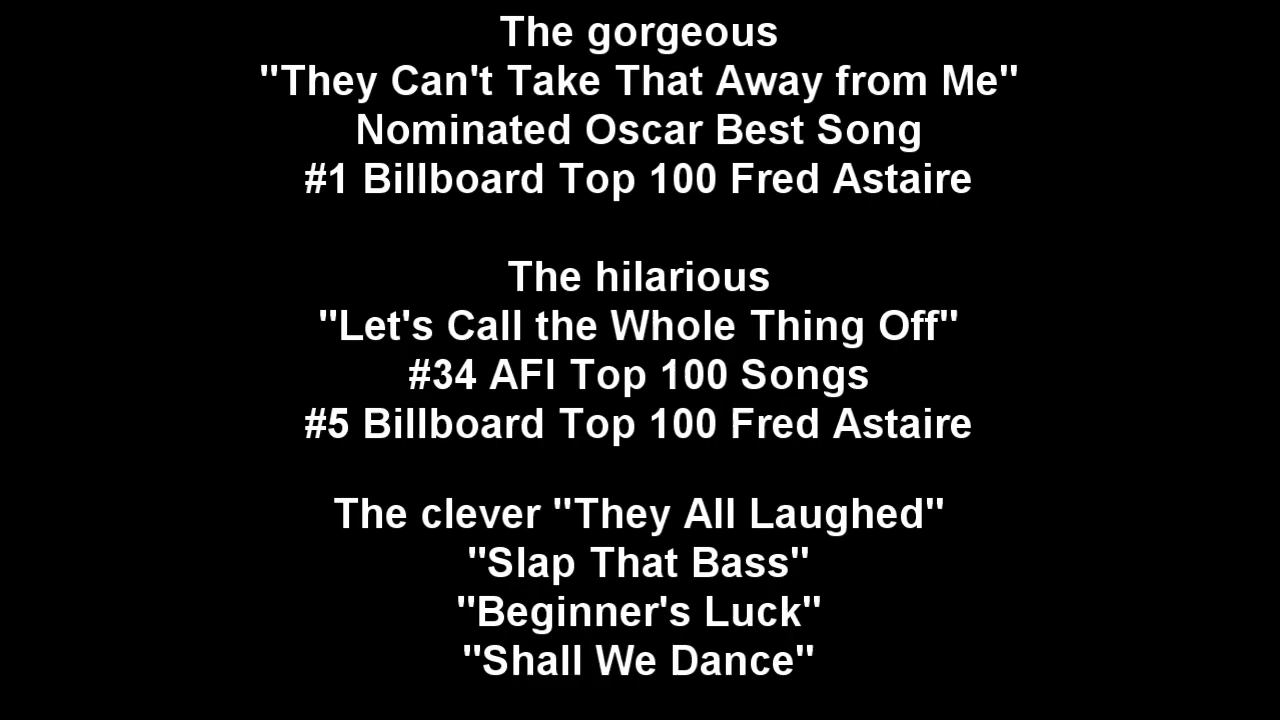 The gorgeous
"They Can't Take That Away from Me"
Nominated Oscar Best Song
#1 Billboard Top 100 Fred Astaire
The hilarious
"Let's Call the Whole Thing Off"
#34 AFI Top 100 Songs
#5 Billboard Top 100 Fred Astaire
The clever "They All Laughed"
"Slap That Bass"
"Beginner's Luck"
"Shall We Dance"